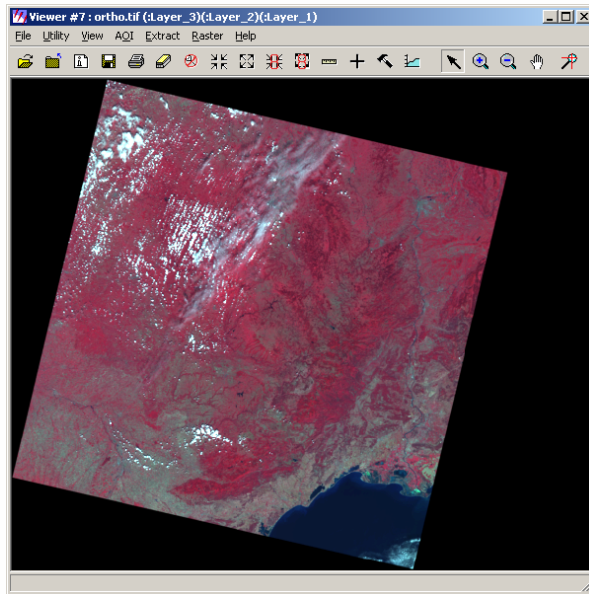 Viewer #7 : ortho.tif (:Layer_3)(:Layer_2)(:Layer_1)
File Utility View AOI Extract Raster Help